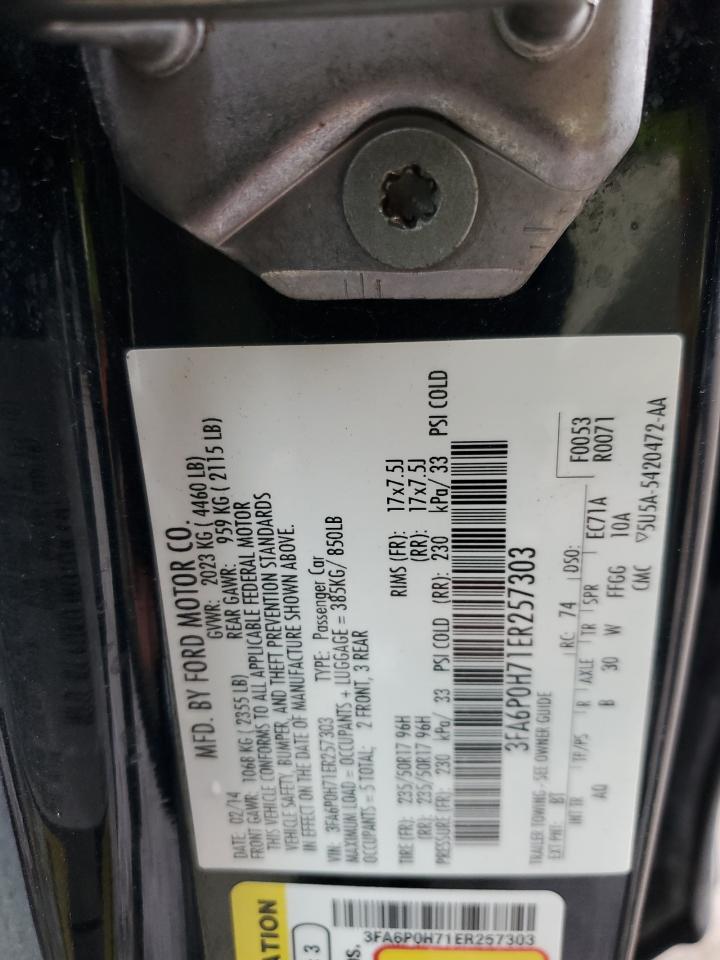 MFD. BY FORD MOTOR CO.
DATE: 02/14 GVWR: 2023 KG ( 4460 LB)
FRONT GAWR: 1068 KG ( 2355 LB) REAR GAWR: 959 KG ( 2115 LB)
THIS VEHICLE CONFORMS TO ALL APPLICABLE FEDERAL MOTOR
VEHICLE SAFETY, BUMPER, AND THEFT PREVENTION STANDARDS
IN EFFECT ON THE DATE OF MANUFACTURE SHOWN ABOVE.
VIN: 3FA6P0H71ER257303 TYPE: Passenger Car
MAXIMUM LOAD = OCCUPANTS + LUGGAGE = 385KG/ 850LB
OCCUPANTS = 5 TOTAL; 2 FRONT, 3 REAR
TIRE (FR): 235/50R17 96H RIMS (FR): 17x7.5J
(RR): 235/50R17 96H (RR): 17x7.5J
PRESSURE (FR): 230 kPa/ 33 PSI COLD (RR): 230 kPa/ 33 PSI COLD
3FA6P0H71ER257303
TRAILER TOWING - SEE OWNER GUIDE
EXT PNT: BT RC: 74 DSO: F0053
INT TR TP/PS R AXLE TR SPR EC71A R0071
AQ B 30 W FFGG 10A
CMC ▽5U5A-5420472-AA
3FA6P0H71ER257303